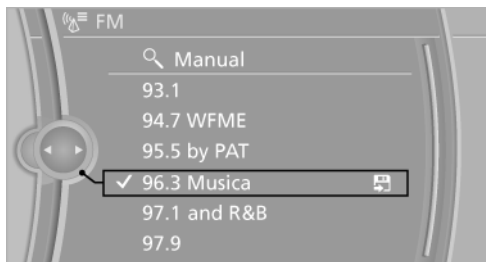 FM
Manual
93.1
94.7 WFME
95.5 by PAT
96.3 Musica
97.1 and R&B
97.9